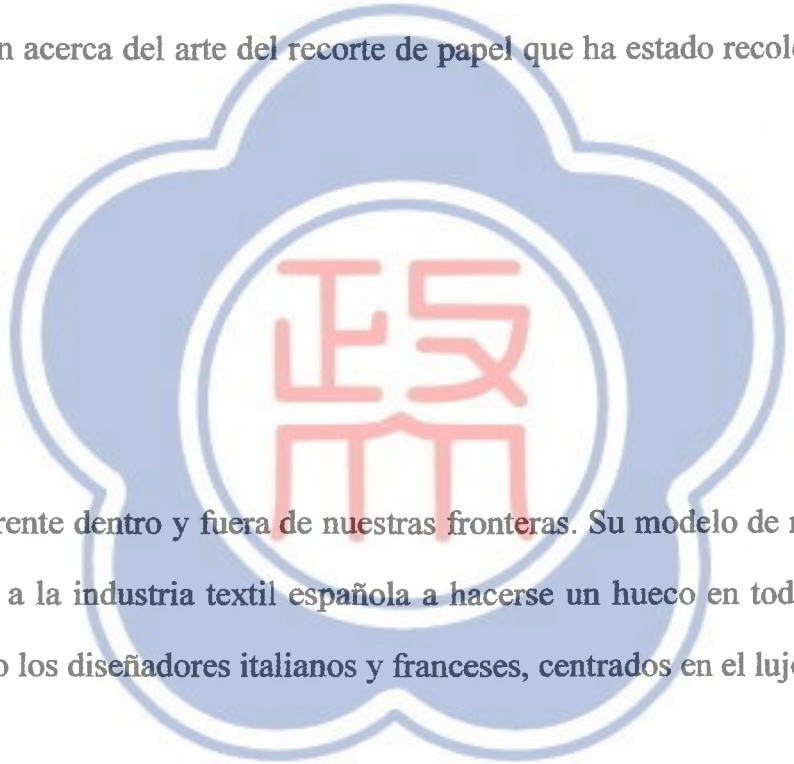 n acerca del arte del recorte de papel que ha estado recole
政大
rente dentro y fuera de nuestras fronteras. Su modelo de n
a la industria textil española a hacerse un hueco en tod
o los diseñadores italianos y franceses, centrados en el lujo